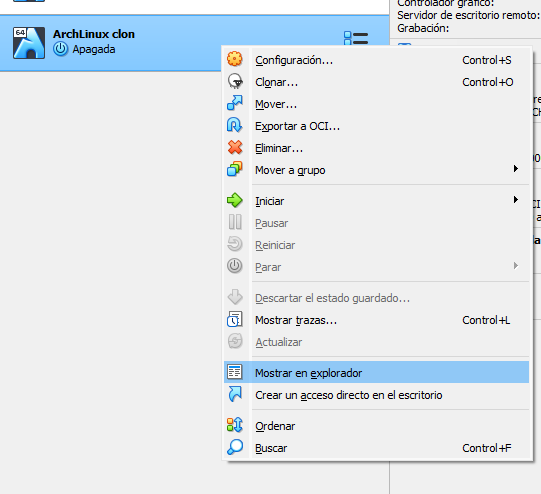 Controlador gráfico:
Servidor de escritorio remoto:
Grabación:
64
ArchLinux clon
Apagada
Configuración... Control+S
Clonar... Control+O
Mover...
Exportar a OCI...
Eliminar...
Mover a grupo
Iniciar
Pausar
Reiniciar
Parar
Descartar el estado guardado...
Mostrar trazas... Control+L
Actualizar
Mostrar en explorador
Crear un acceso directo en el escritorio
Ordenar
Buscar Control+F